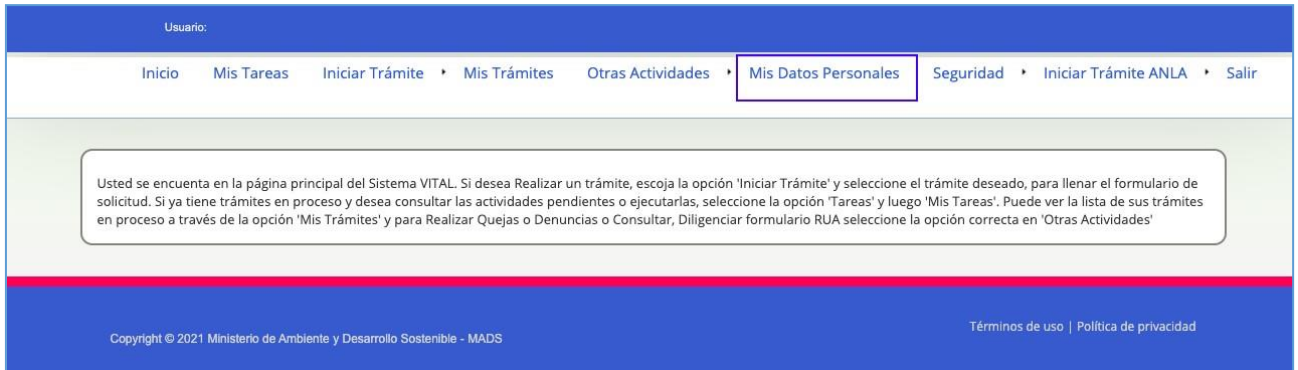 Usuario:
Inicio Mis Tareas Iniciar Trámite Mis Trámites Otras Actividades Mis Datos Personales Seguridad Iniciar Trámite ANLA Salir
Usted se encuenta en la página principal del Sistema VITAL. Si desea Realizar un trámite, escoja la opción 'Iniciar Trámite' y seleccione el trámite deseado, para llenar el formulario de
solicitud. Si ya tiene trámites en proceso y desea consultar las actividades pendientes o ejecutarlas, seleccione la opción 'Tareas' y luego 'Mis Tareas'. Puede ver la lista de sus trámites
en proceso a través de la opción 'Mis Trámites' y para Realizar Quejas o Denuncias o Consultar, Diligenciar formulario RUA seleccione la opción correcta en 'Otras Actividades'
Términos de uso | Política de privacidad
Copyright © 2021 Ministerio de Ambiente y Desarrollo Sostenible - MADS